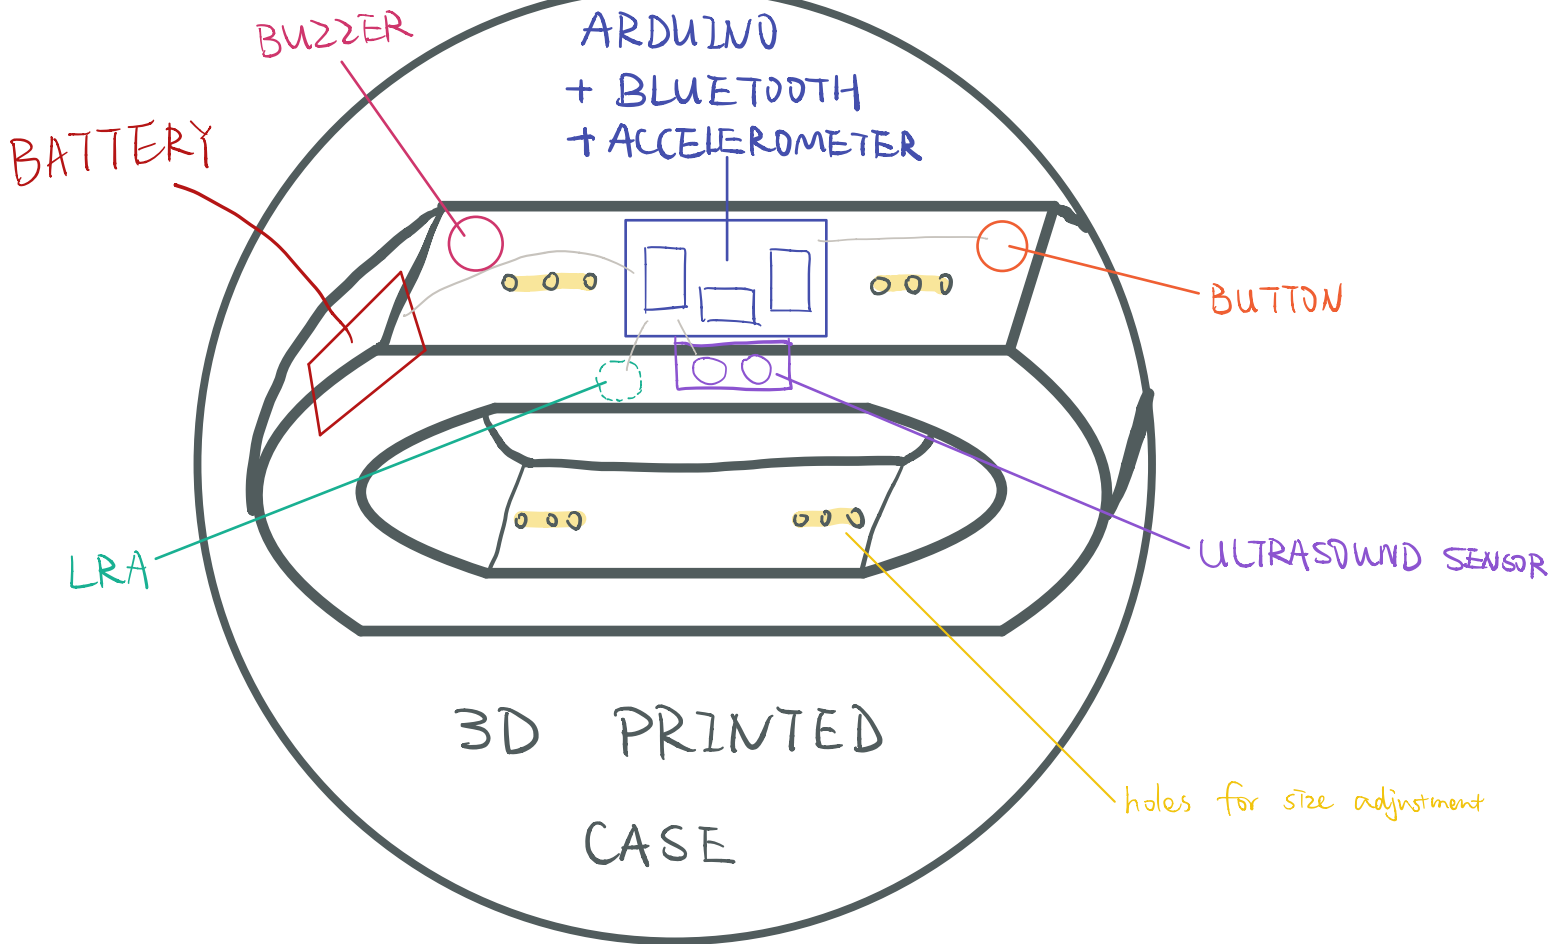 BUZZER
ARDUINO
+ BLUETOOTH
+ ACCELEROMETER
BATTERY
BUTTON
LRA
ULTRASOUND SENSOR
3D PRINTED
CASE
holes for size adjustment